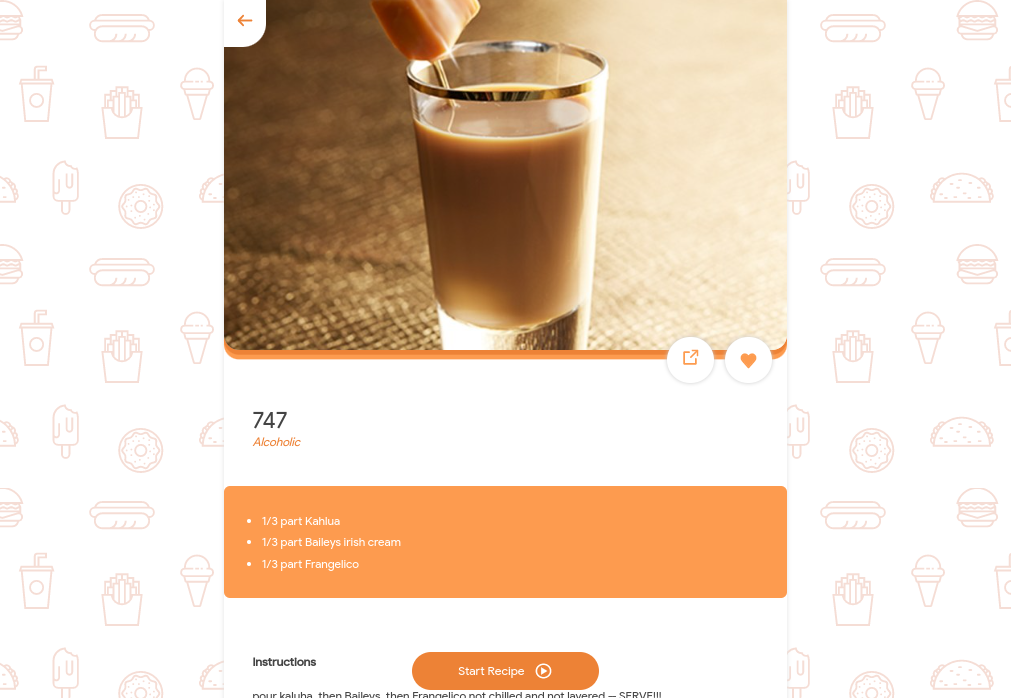 747
Alcoholic
1/3 part Kahlua
1/3 part Baileys irish cream
1/3 part Frangelico
Instructions
Start Recipe
pour kaluha, then Baileys, then Frangelico not chilled and not layered -- SERVE!!!